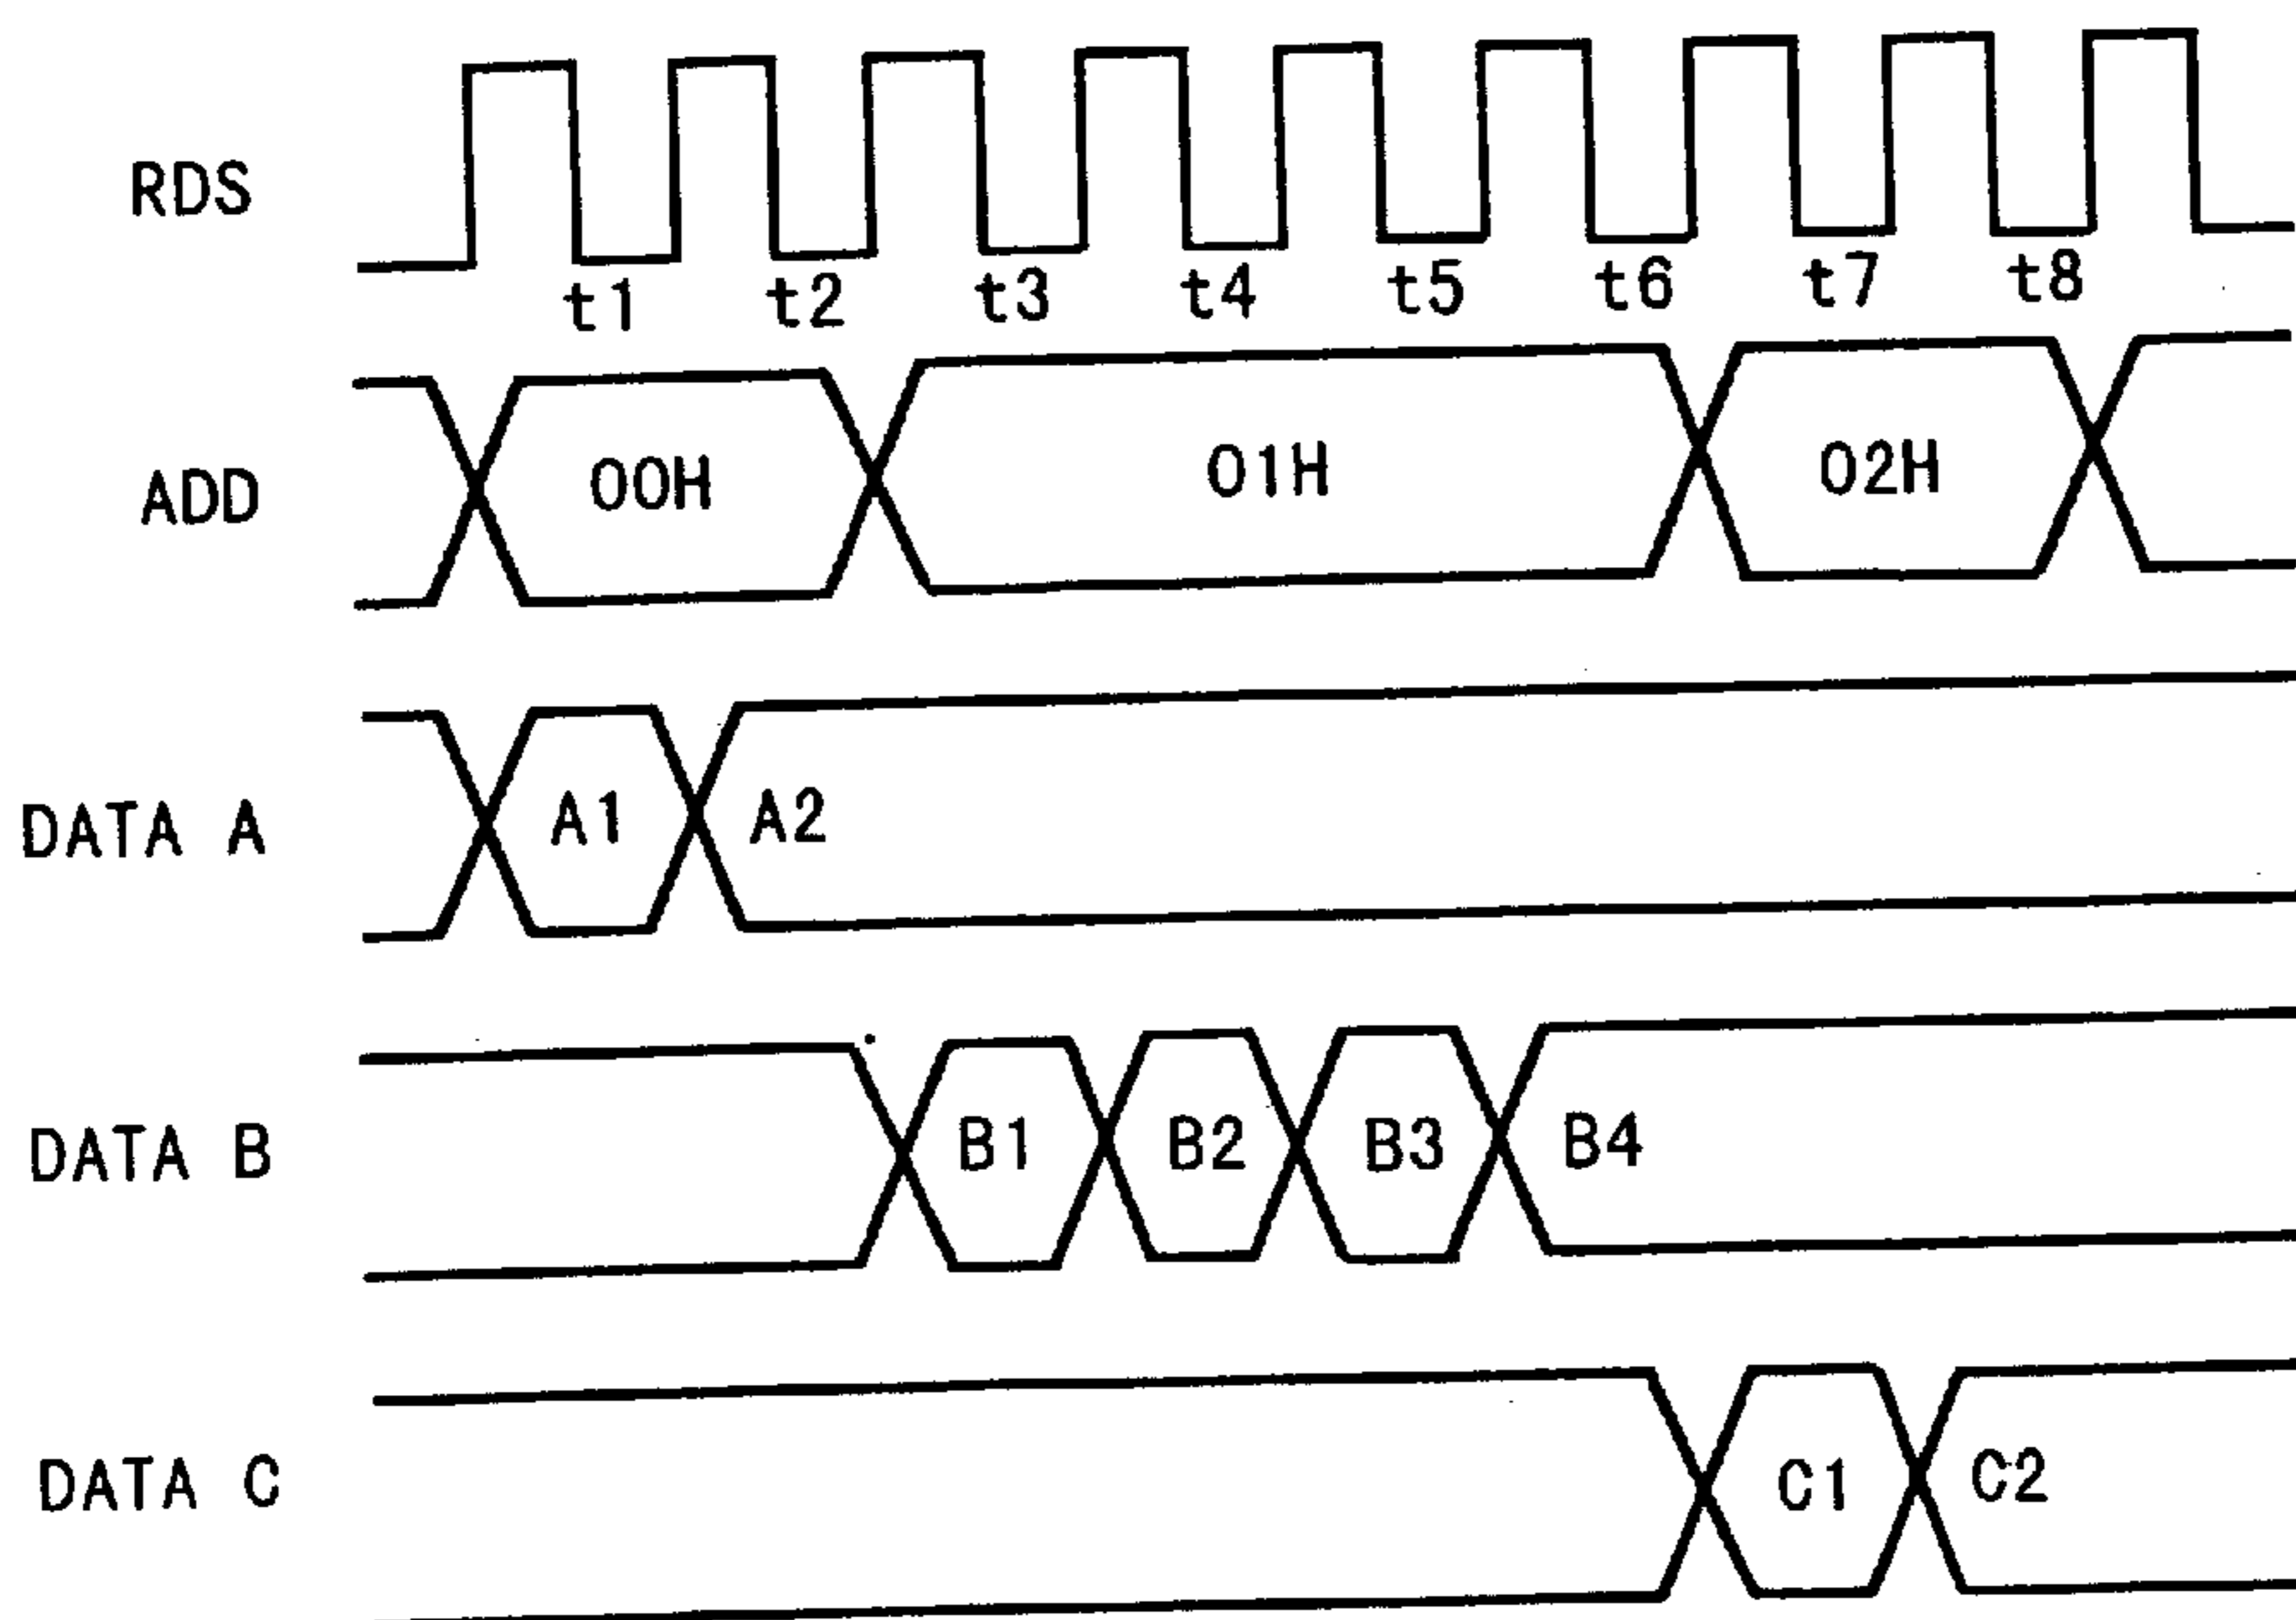 RDS
t1 t2 t3 t4 t5 t6 t7 t8
ADD 00H 01H 02H
DATA A A1 A2
DATA B B1 B2 B3 B4
DATA C C1 C2